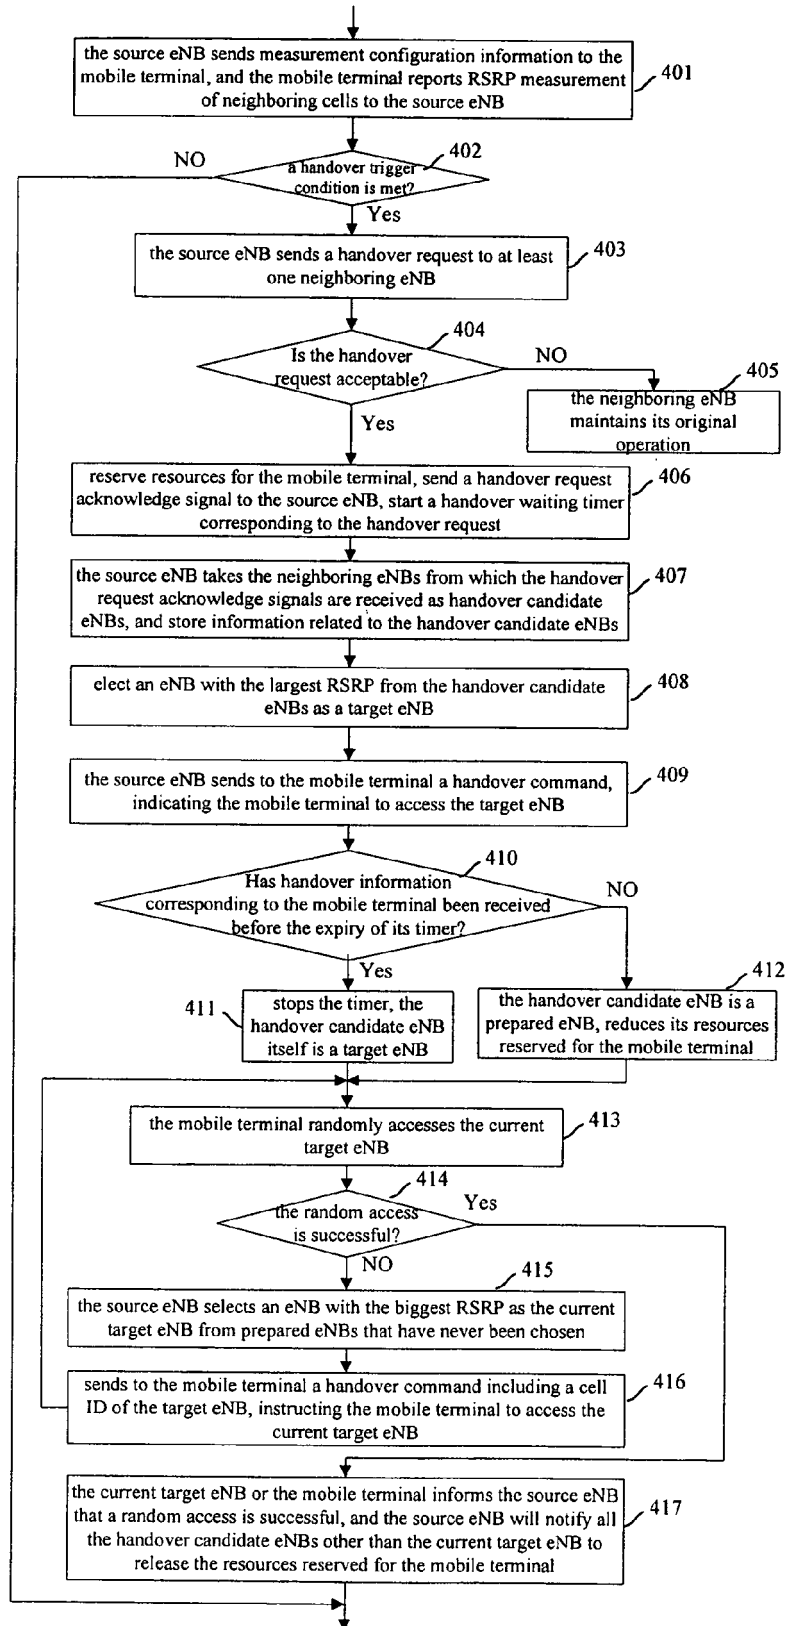 the source eNB sends measurement configuration information to the
mobile terminal, and the mobile terminal reports RSRP measurement
of neighboring cells to the source eNB
401
NO
402
a handover trigger
condition is met?
Yes
the source eNB sends a handover request to at least
one neighboring eNB
403
404
Is the handover
request acceptable?
NO
405
the neighboring eNB
maintains its original
operation
Yes
reserve resources for the mobile terminal, send a handover request
acknowledge signal to the source eNB, start a handover waiting timer
corresponding to the handover request
406
the source eNB takes the neighboring eNBs from which the handover
request acknowledge signals are received as handover candidate
eNBs, and store information related to the handover candidate eNBs
407
elect an eNB with the largest RSRP from the handover candidate
eNBs as a target eNB
408
the source eNB sends to the mobile terminal a handover command,
indicating the mobile terminal to access the target eNB
409
410
Has handover information
corresponding to the mobile terminal been received
before the expiry of its timer?
NO
Yes
411
stops the timer, the
handover candidate eNB
itself is a target eNB
412
the handover candidate eNB is a
prepared eNB, reduces its resources
reserved for the mobile terminal
the mobile terminal randomly accesses the current
target eNB
413
414
the random access
is successful?
Yes
NO
415
the source eNB selects an eNB with the biggest RSRP as the current
target eNB from prepared eNBs that have never been chosen
sends to the mobile terminal a handover command including a cell
ID of the target eNB, instructing the mobile terminal to access the
current target eNB
416
the current target eNB or the mobile terminal informs the source eNB
that a random access is successful, and the source eNB will notify all
the handover candidate eNBs other than the current target eNB to
release the resources reserved for the mobile terminal
417